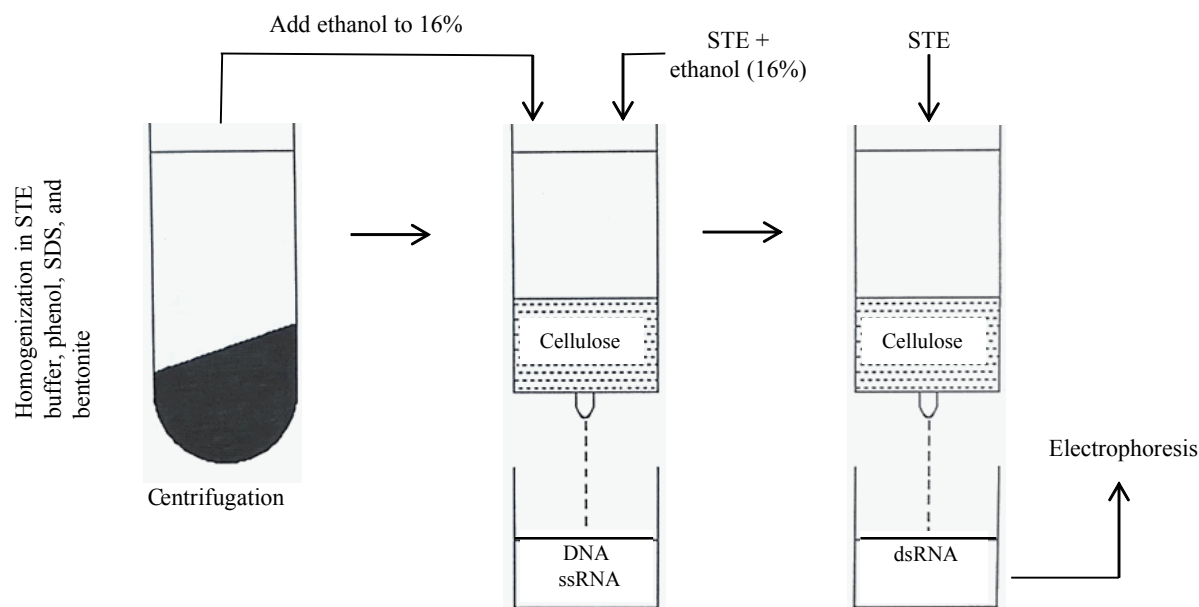 Add ethanol to 16%
STE +
ethanol (16%)
STE
Homogenization in STE
buffer, phenol, SDS, and
bentonite
Cellulose
Cellulose
Centrifugation
DNA
ssRNA
dsRNA
Electrophoresis